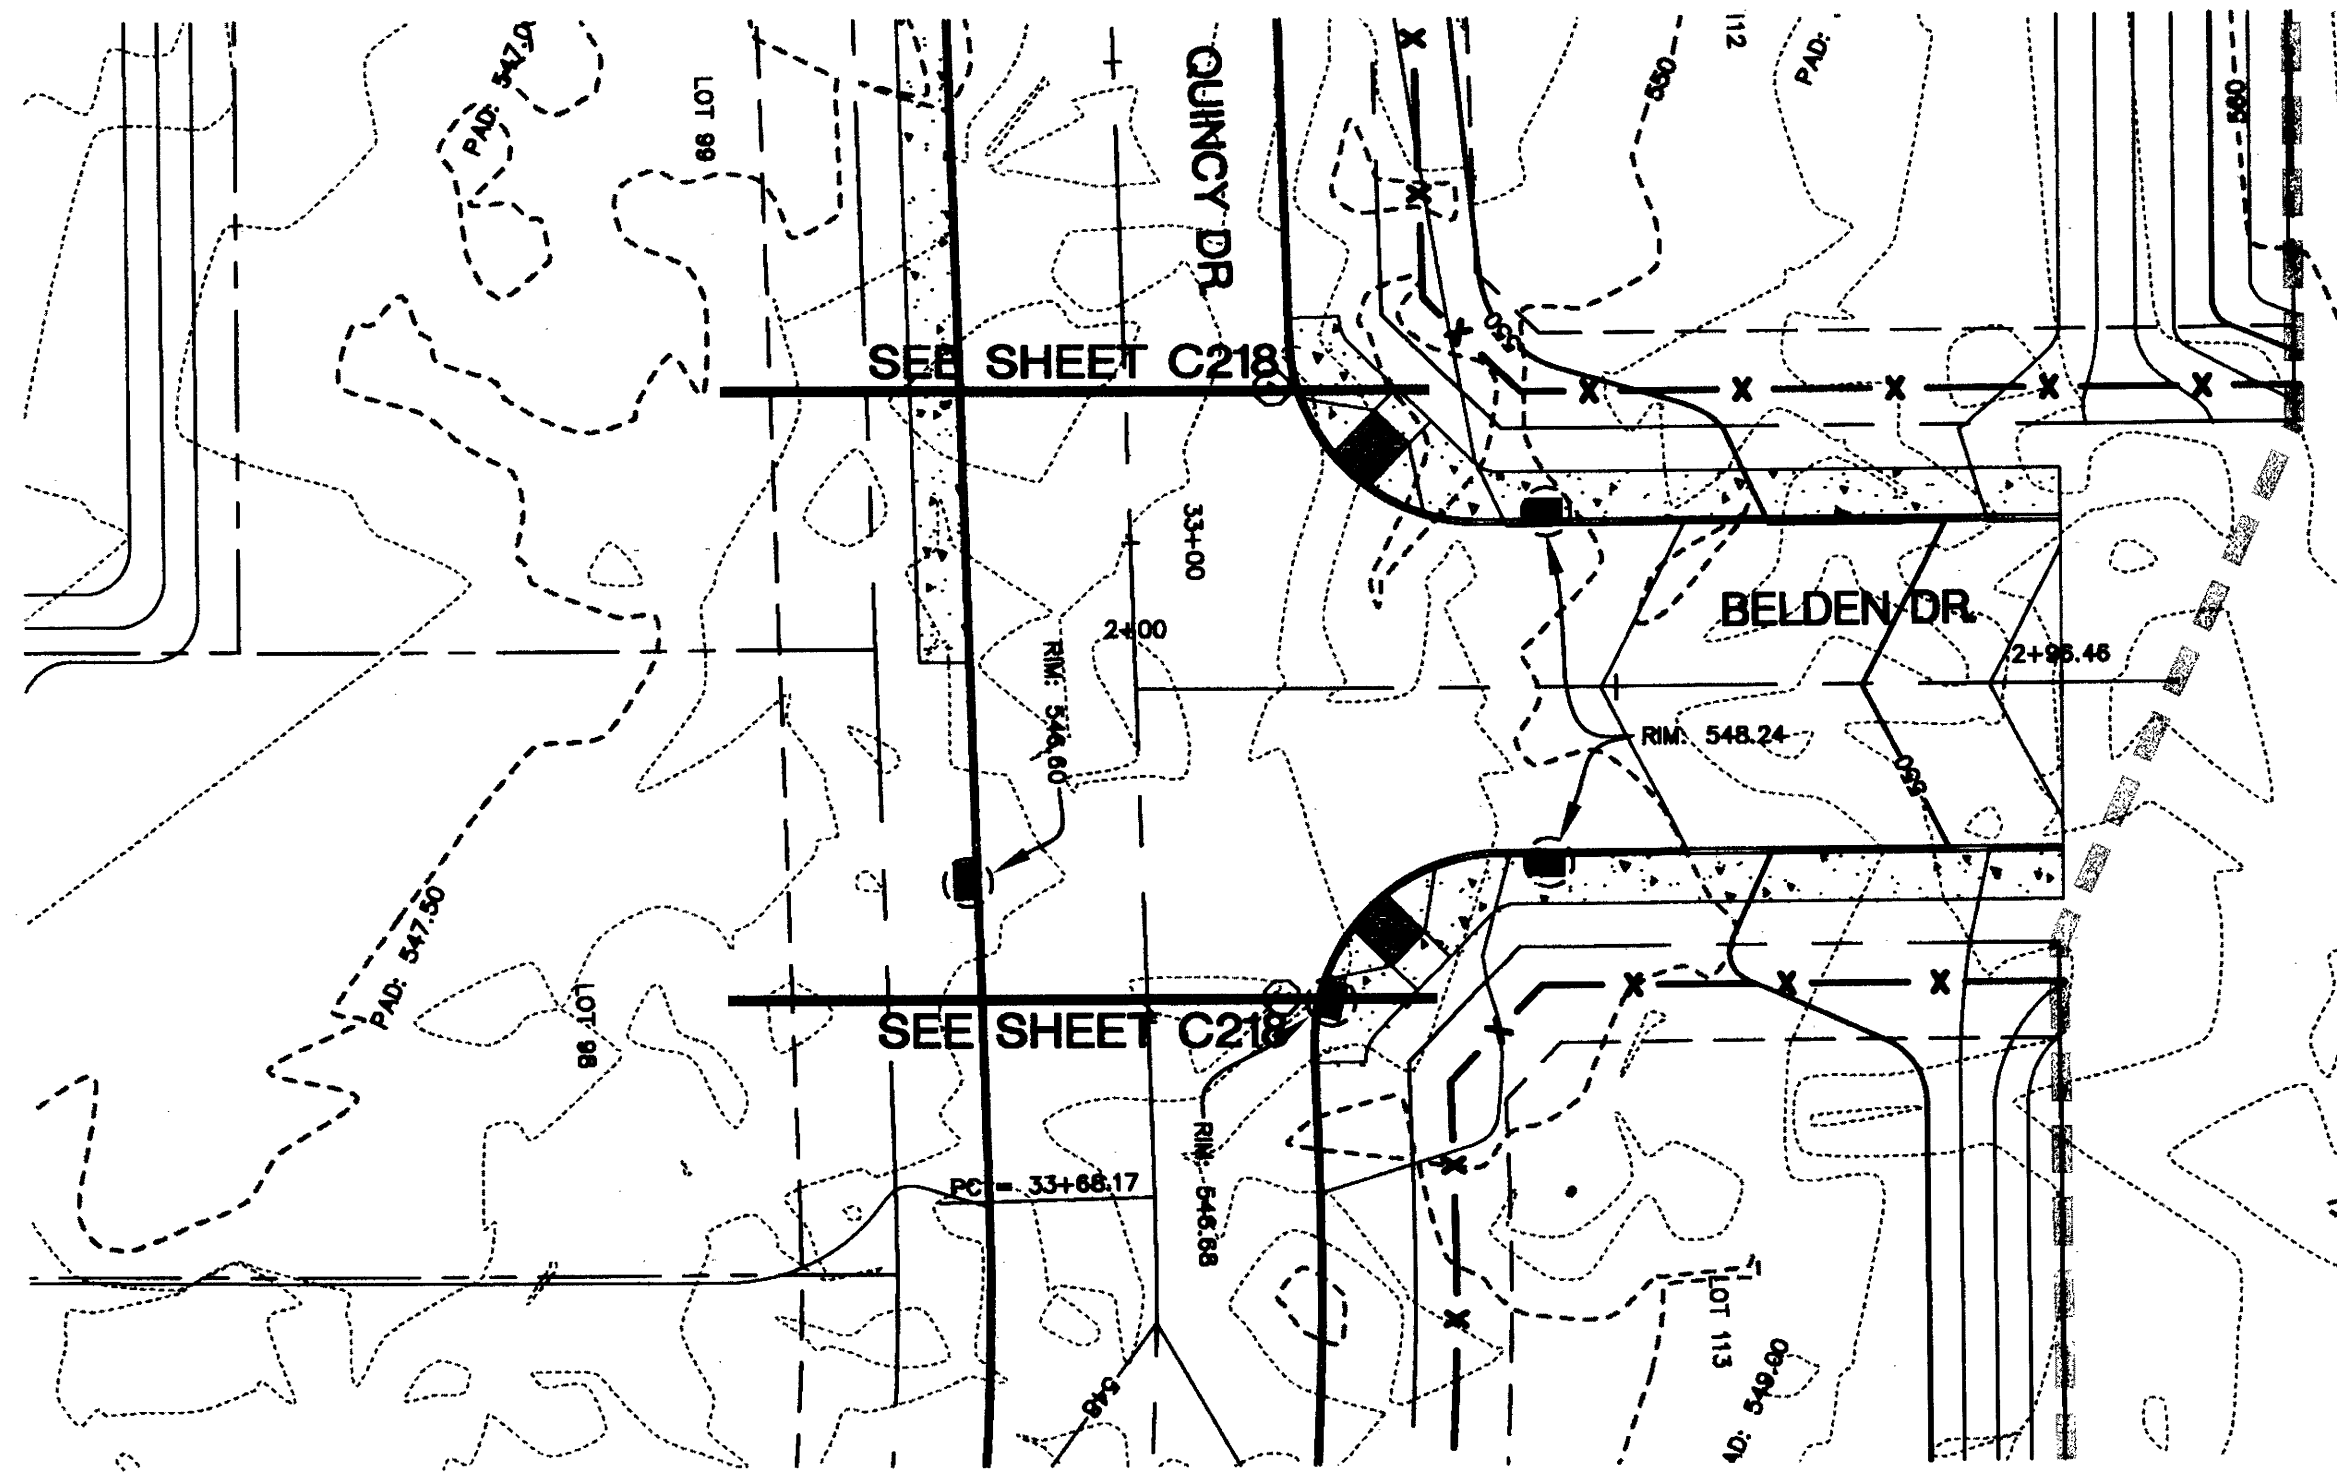 PAD: 547.0
LOT 99
QUINCY DR
550
112
PAD:
560
SEE SHEET C218
550
33+00
2+00
BELDEN DR.
2+96.46
RIM: 546.60
RIM: 548.24
550
PAD: 547.50
LOT 98
SEE SHEET C218
RIM: 546.68
PC = 33+68.17
548
LOT 113
AD: 549.00